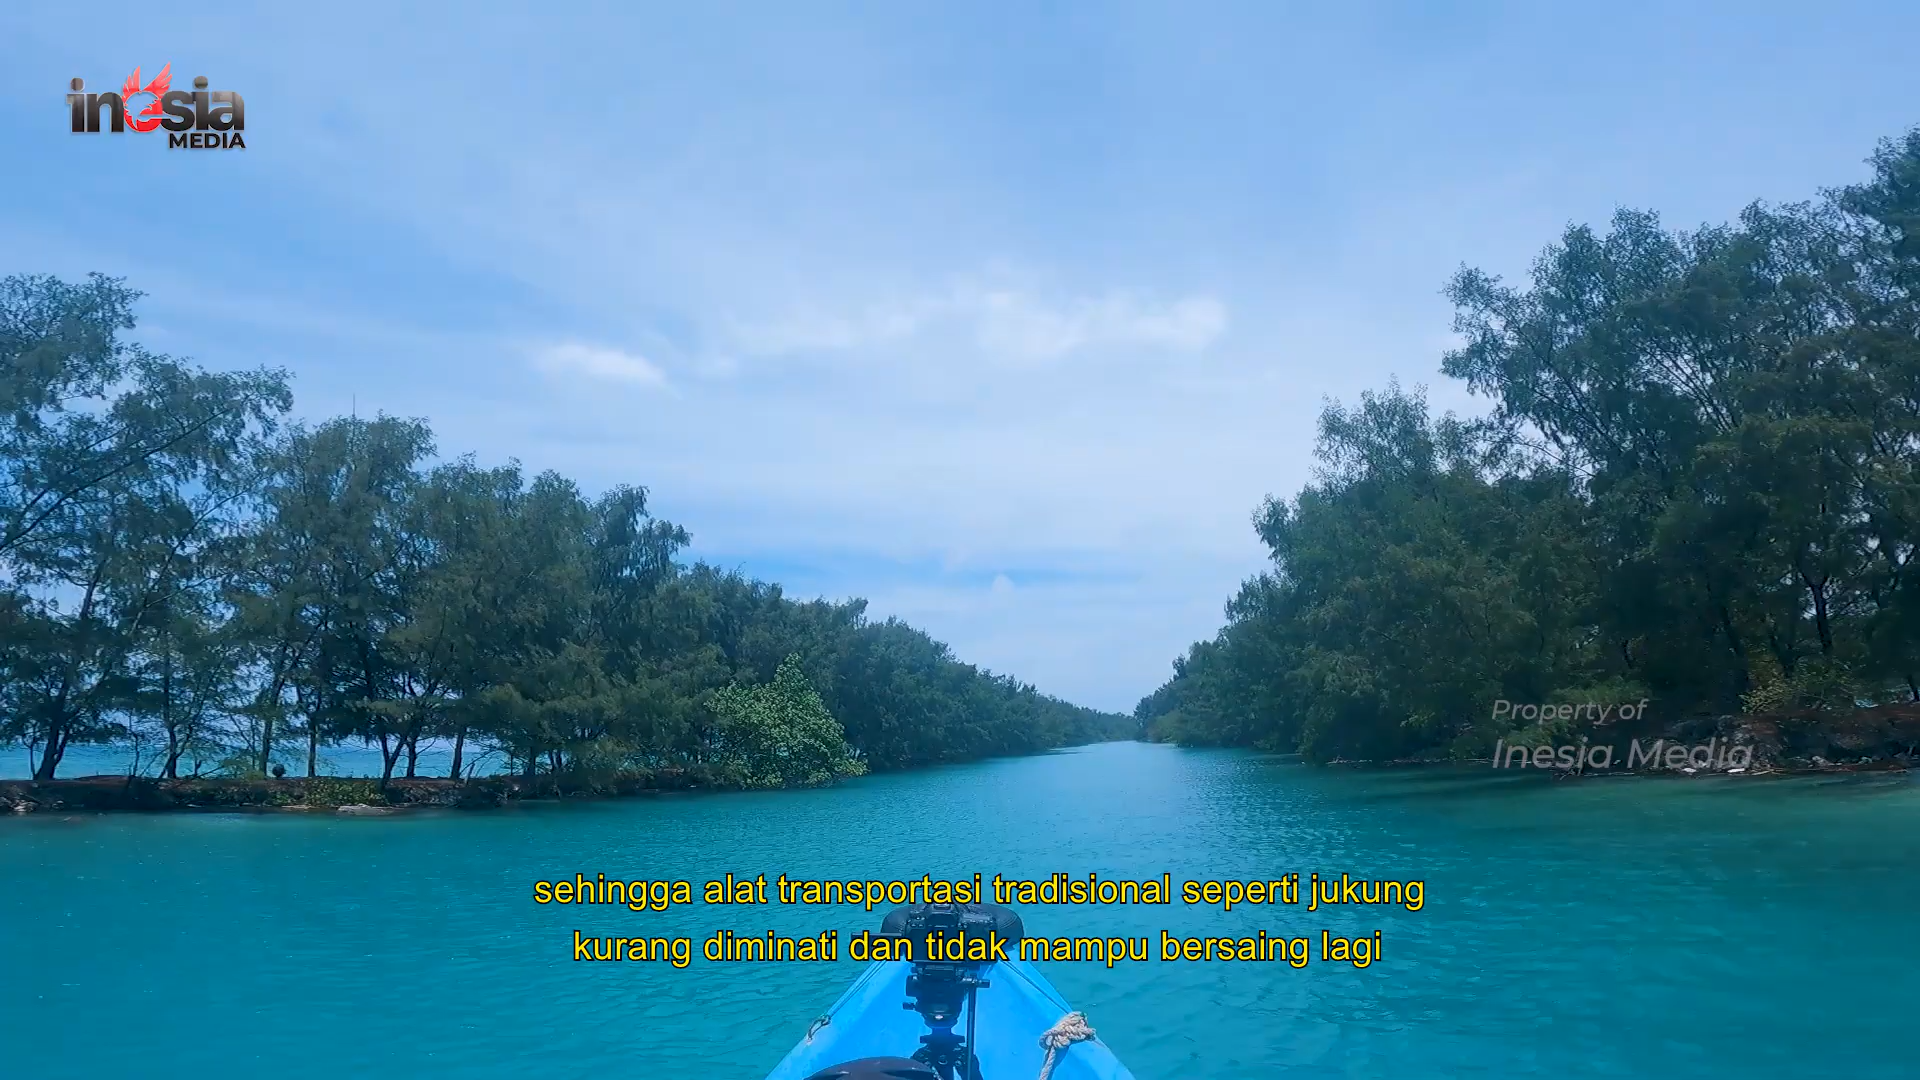 inesia
MEDIA
Property of
Inesia Media
sehingga alat transportasi tradisional seperti jukung
kurang diminati dan tidak mampu bersaing lagi